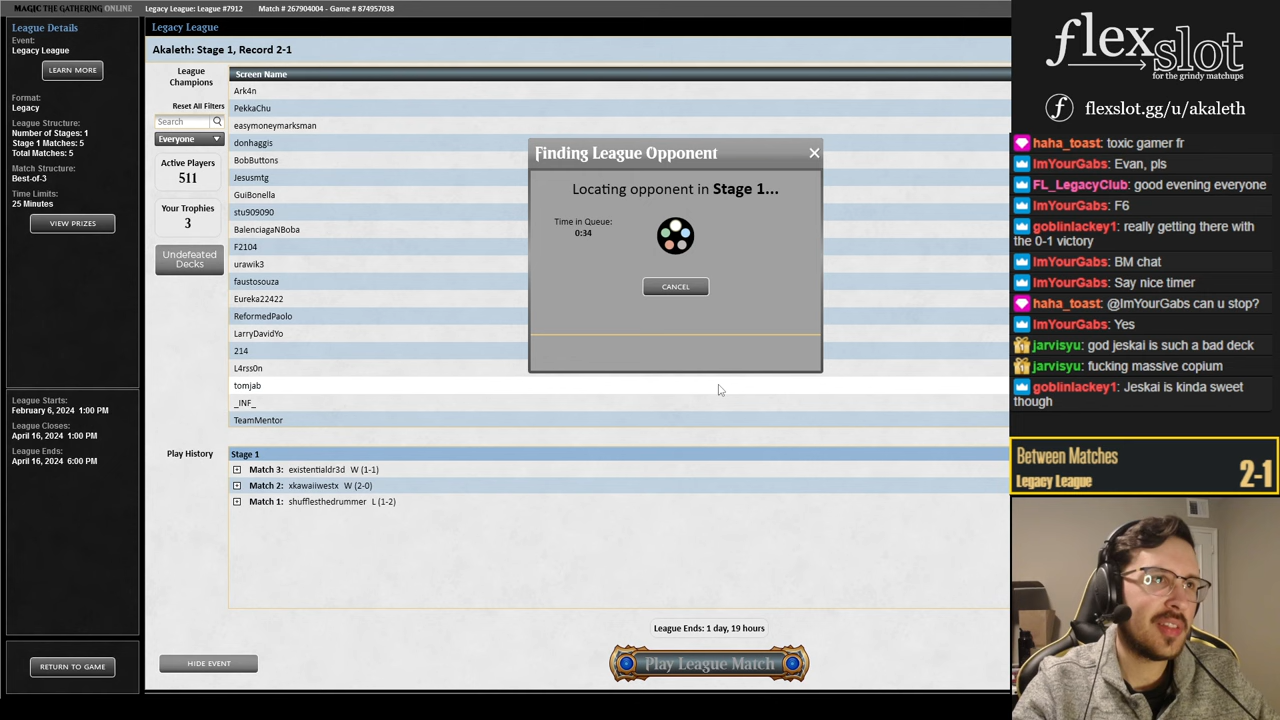 MAGIC THE GATHERING ONLINE
Legacy League: League #7912
Match # 267904004 - Game # 874957038
League Details
Event:
Legacy League
LEARN MORE
Format:
Legacy
League Structure:
Number of Stages: 1
Stage 1 Matches: 5
Total Matches: 5
Match Structure:
Best-of-3
Time Limits:
25 Minutes
VIEW PRIZES
League Starts:
February 6, 2024 1:00 PM
League Closes:
April 16, 2024 1:00 PM
League Ends:
April 16, 2024 6:00 PM
RETURN TO GAME
Legacy League
Akaleth: Stage 1, Record 2-1
League
Champions
Reset All Filters
Search
Everyone
Active Players
511
Your Trophies
3
Undefeated
Decks
Screen Name
Ark4n
PekkaChu
easymoneymarksman
donhaggis
BobButtons
Jesusmtg
GuiBonella
stu909090
BalenciagaNBoba
F2104
urawik3
faustosouza
Eureka22422
ReformedPaolo
LarryDavidYo
214
L4rss0n
tomjab
_INF_
TeamMentor
Finding League Opponent
Locating opponent in Stage 1...
Time in Queue:
0:34
CANCEL
Play History
Stage 1
Match 3: existentialdr3d W (1-1)
Match 2: xkawaiiwestx W (2-0)
Match 1: shufflesthedrummer L (1-2)
League Ends: 1 day, 19 hours
HIDE EVENT
Play League Match
flex slot
for the grindy matchups
flexslot.gg/u/akaleth
haha_toast: toxic gamer fr
ImYourGabs: Evan, pls
FL_LegacyClub: good evening everyone
ImYourGabs: F6
goblinlackey1: really getting there with
the 0-1 victory
ImYourGabs: BM chat
ImYourGabs: Say nice timer
haha_toast: @ImYourGabs can u stop?
ImYourGabs: Yes
jarvisyu: god jeskai is such a bad deck
jarvisyu: fucking massive copium
goblinlackey1: Jeskai is kinda sweet
though
Between Matches
Legacy League
2-1